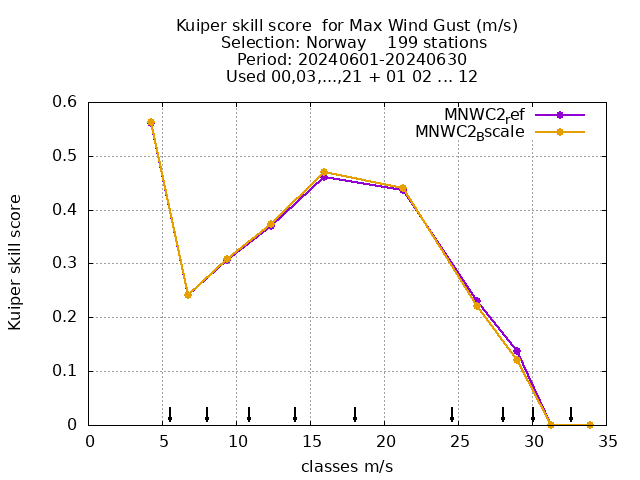 Kuiper skill score  for Max Wind Gust (m/s)
Selection: Norway    199 stations
Period: 20240601-20240630
Used 00,03,...,21 + 01 02 ... 12
MNWC2ref
MNWC2Bscale
Kuiper skill score
0.6
0.5
0.4
0.3
0.2
0.1
0
0 5 10 15 20 25 30 35
classes m/s